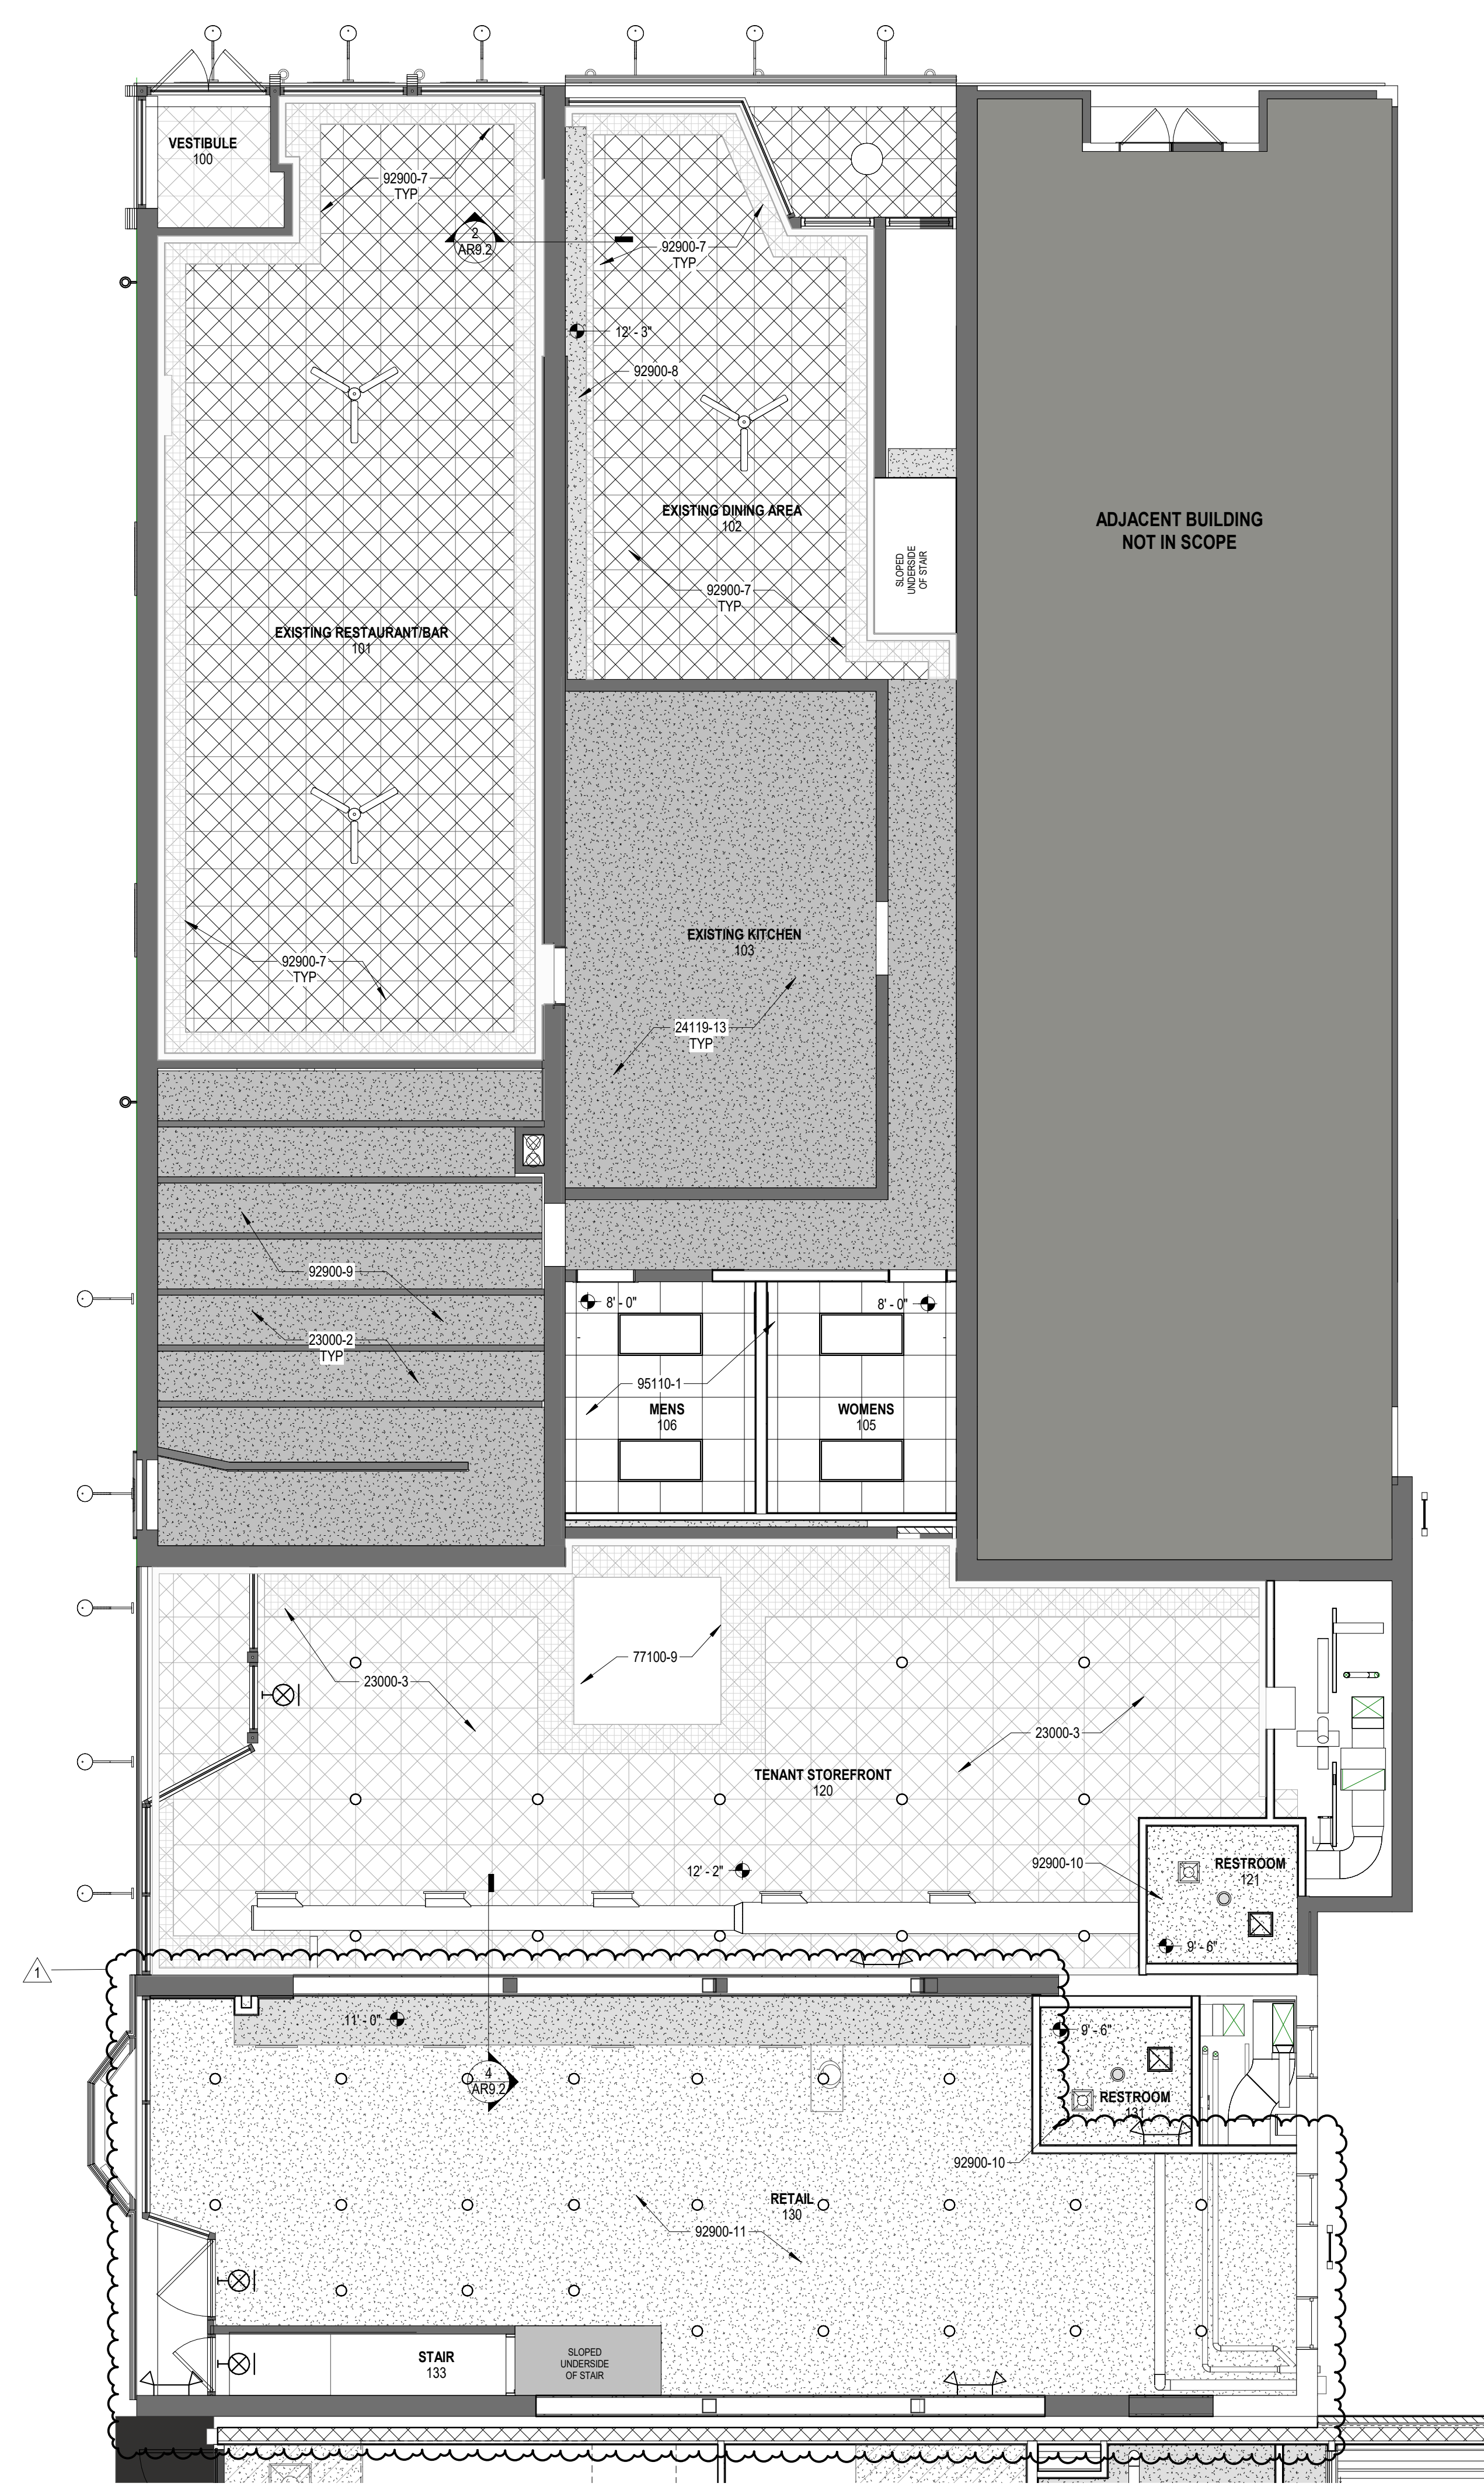 VESTIBULE
100
92900-7
TYP
2
AR9.2
92900-7
TYP
12' - 3"
92900-8
EXISTING DINING AREA
102
ADJACENT BUILDING
NOT IN SCOPE
SLOPED
UNDERSIDE
OF STAIR
92900-7
TYP
EXISTING RESTAURANT/BAR
101
EXISTING KITCHEN
103
92900-7
TYP
24119-13
TYP
92900-9
23000-2
TYP
8' - 0"
8' - 0"
95110-1
MENS
106
WOMENS
105
77100-9
23000-3
23000-3
TENANT STOREFRONT
120
12' - 2"
92900-10
RESTROOM
121
9' - 6"
1
11' - 0"
9' - 6"
4
AR9.2
RESTROOM
131
92900-10
RETAIL
130
92900-11
STAIR
133
SLOPED
UNDERSIDE
OF STAIR